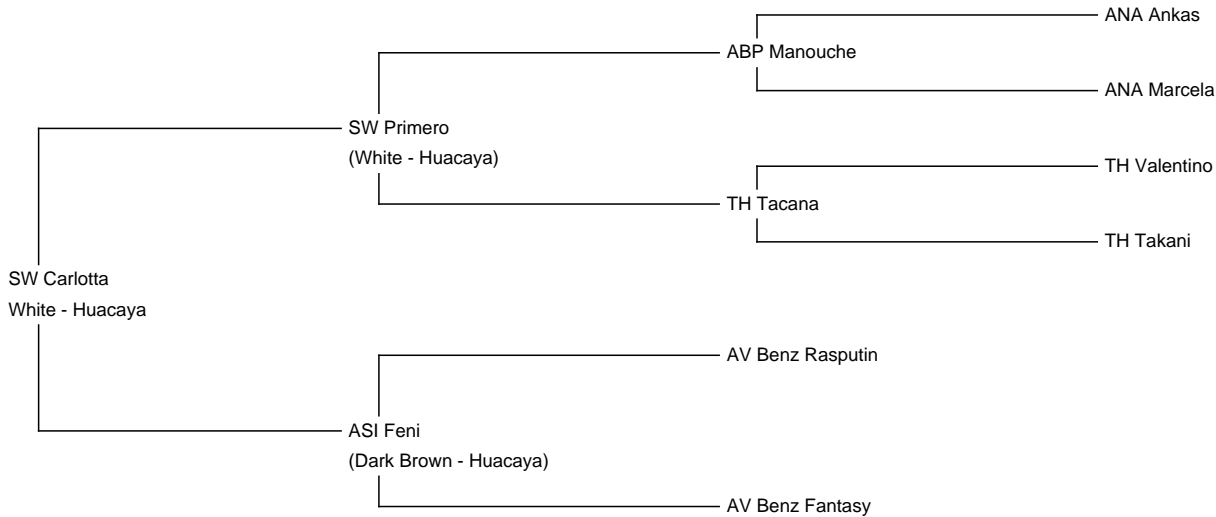 ANA Ankas
ABP Manouche
ANA Marcela
SW Primero
(White - Huacaya)
TH Valentino
TH Tacana
TH Takani
SW Carlotta
White - Huacaya
AV Benz Rasputin
ASI Feni
(Dark Brown - Huacaya)
AV Benz Fantasy